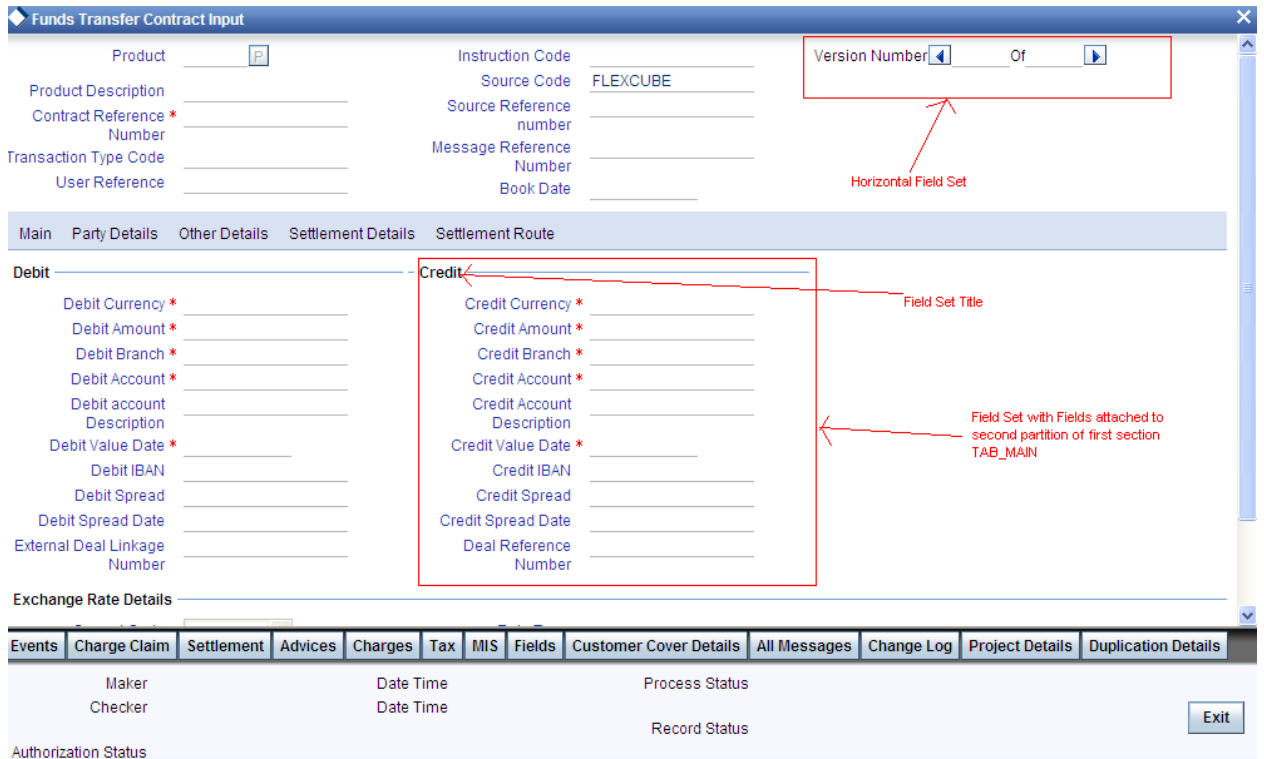 Funds Transfer Contract Input
Product P Instruction Code Version Number Of
Source Code FLEXCUBE
Product Description
Source Reference
number
Contract Reference *
Number
Message Reference
Number
Transaction Type Code
User Reference Book Date
Horizontal Field Set
Main Party Details Other Details Settlement Details Settlement Route
Debit Credit
Field Set Title
Debit Currency * Credit Currency *
Debit Amount * Credit Amount *
Debit Branch * Credit Branch *
Debit Account * Credit Account *
Debit account Credit Account
Description Description
Field Set with Fields attached to
second partition of first section
TAB_MAIN
Debit Value Date * Credit Value Date *
Debit IBAN Credit IBAN
Debit Spread Credit Spread
Debit Spread Date Credit Spread Date
External Deal Linkage Deal Reference
Number Number
Exchange Rate Details
Events Charge Claim Settlement Advices Charges Tax MIS Fields Customer Cover Details All Messages Change Log Project Details Duplication Details
Maker Date Time Process Status
Checker Date Time
Record Status
Exit
Authorization Status